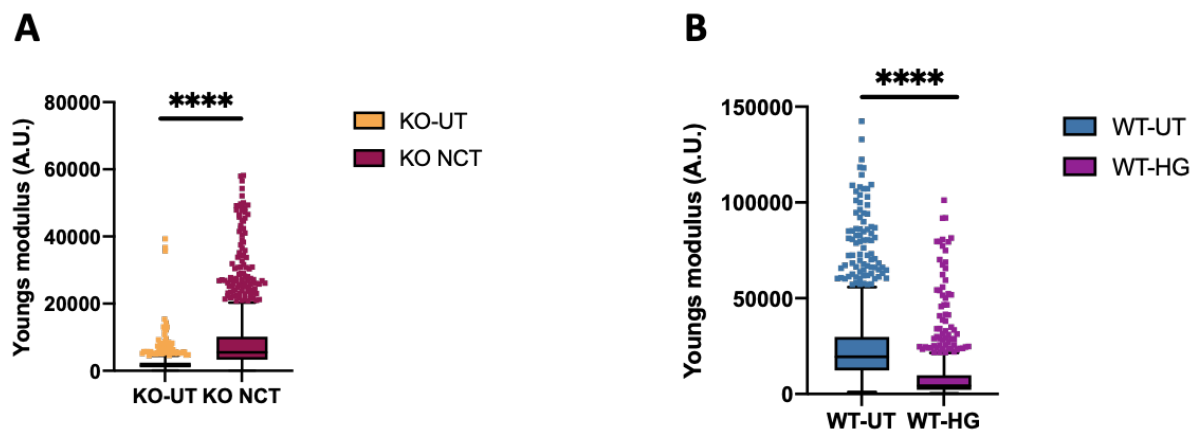 A
Youngs modulus (A.U.)
80000
60000
40000
20000
0
****
KO-UT KO NCT
KO-UT
KO NCT
B
Youngs modulus (A.U.)
150000
100000
50000
0
****
WT-UT WT-HG
WT-UT
WT-HG